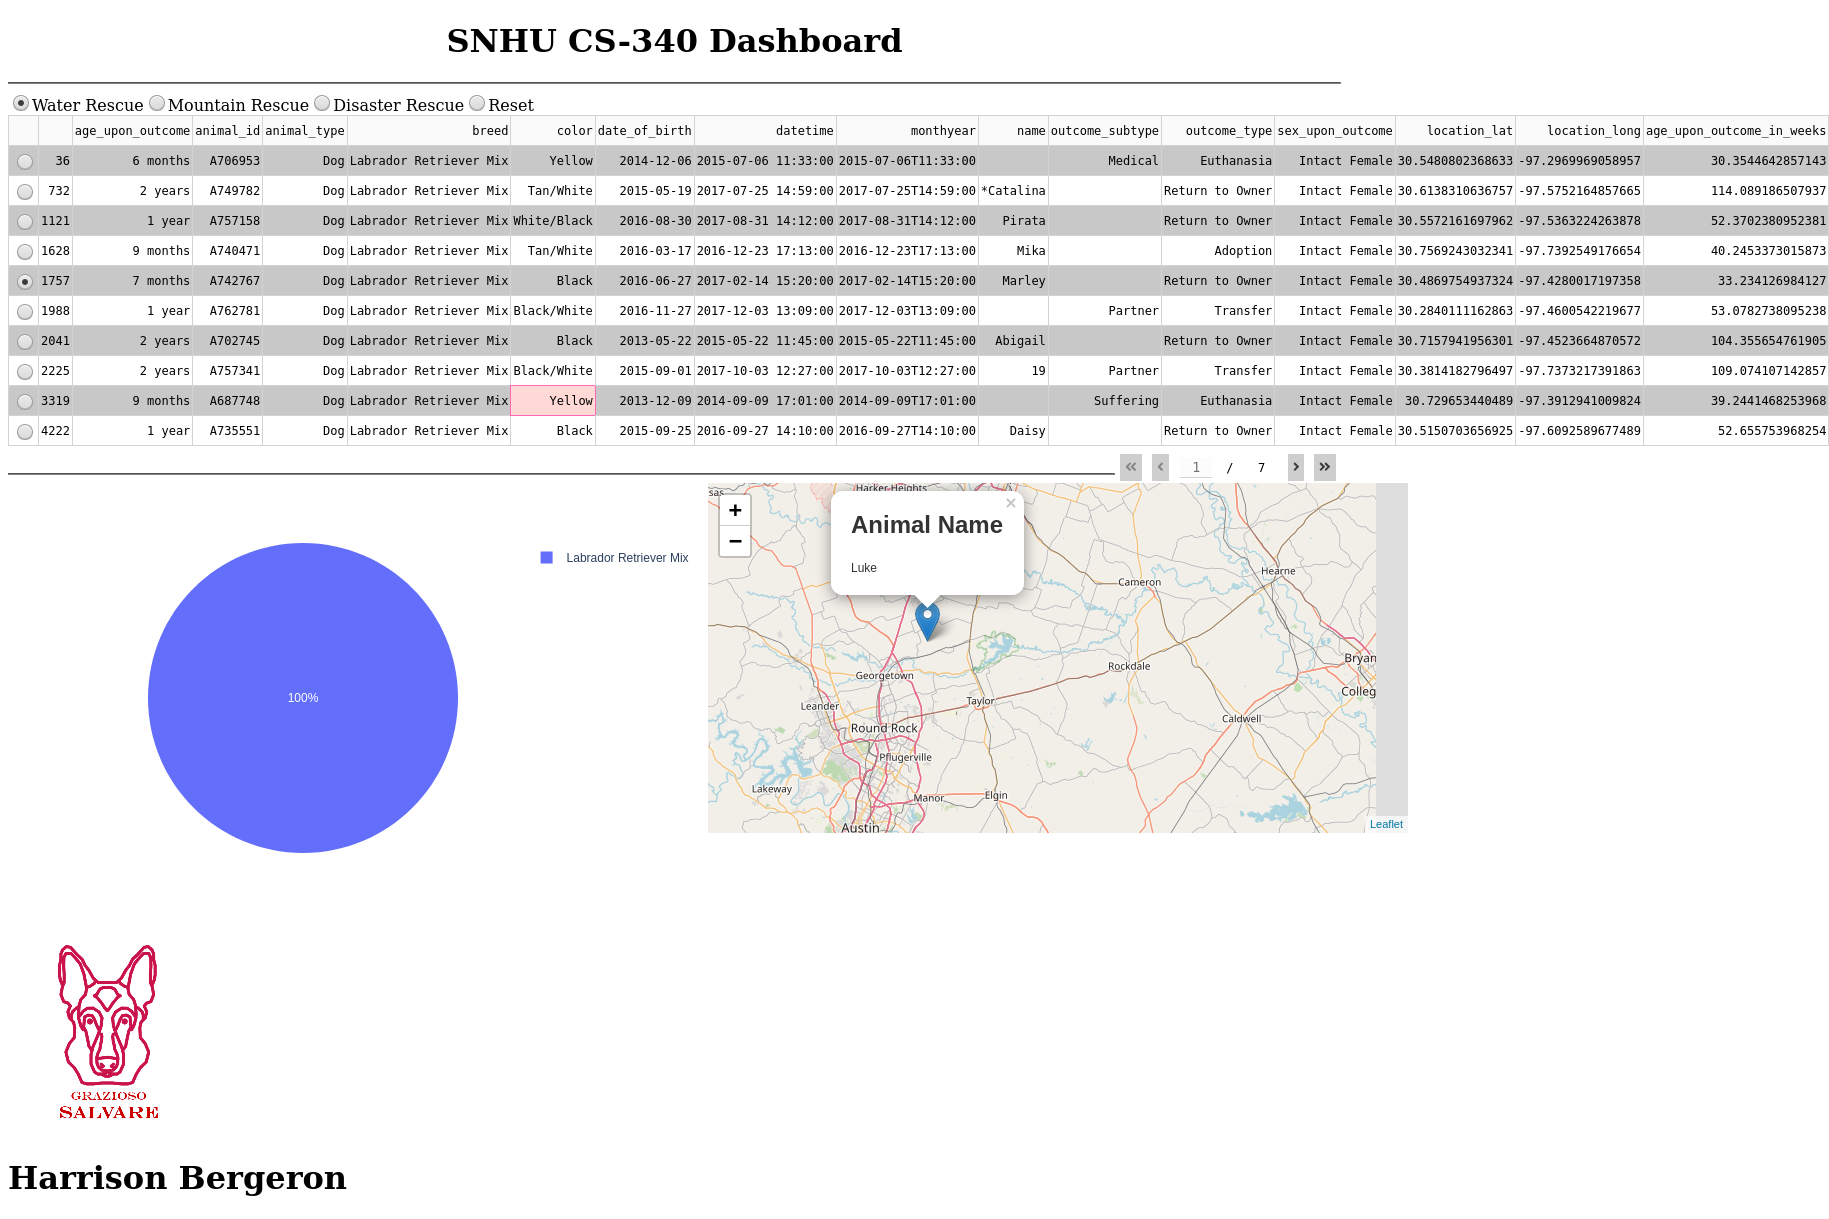 SNHU CS-340 Dashboard
Water Rescue Mountain Rescue Disaster Rescue Reset
age_upon_outcome animal_id animal_type breed color date_of_birth datetime monthyear name outcome_subtype outcome_type sex_upon_outcome location_lat location_long age_upon_outcome_in_weeks
36 6 months A706953 Dog Labrador Retriever Mix Yellow 2014-12-06 2015-07-06 11:33:00 2015-07-06T11:33:00 Medical Euthanasia Intact Female 30.5480802368633 -97.2969969058957 30.3544642857143
732 2 years A749782 Dog Labrador Retriever Mix Tan/White 2015-05-19 2017-07-25 14:59:00 2017-07-25T14:59:00 *Catalina Return to Owner Intact Female 30.6138310636757 -97.5752164857665 114.089186507937
1121 1 year A757158 Dog Labrador Retriever Mix White/Black 2016-08-30 2017-08-31 14:12:00 2017-08-31T14:12:00 Pirata Return to Owner Intact Female 30.5572161697962 -97.5363224263878 52.3702380952381
1628 9 months A740471 Dog Labrador Retriever Mix Tan/White 2016-03-17 2016-12-23 17:13:00 2016-12-23T17:13:00 Mika Adoption Intact Female 30.7569243032341 -97.7392549176654 40.2453373015873
1757 7 months A742767 Dog Labrador Retriever Mix Black 2016-06-27 2017-02-14 15:20:00 2017-02-14T15:20:00 Marley Return to Owner Intact Female 30.4869754937324 -97.4280017197358 33.234126984127
1988 1 year A762781 Dog Labrador Retriever Mix Black/White 2016-11-27 2017-12-03 13:09:00 2017-12-03T13:09:00 Partner Transfer Intact Female 30.2840111162863 -97.4600542219677 53.0782738095238
2041 2 years A702745 Dog Labrador Retriever Mix Black 2013-05-22 2015-05-22 11:45:00 2015-05-22T11:45:00 Abigail Return to Owner Intact Female 30.7157941956301 -97.4523664870572 104.355654761905
2225 2 years A757341 Dog Labrador Retriever Mix Black/White 2015-09-01 2017-10-03 12:27:00 2017-10-03T12:27:00 19 Partner Transfer Intact Female 30.3814182796497 -97.7373217391863 109.074107142857
3319 9 months A687748 Dog Labrador Retriever Mix Yellow 2013-12-09 2014-09-09 17:01:00 2014-09-09T17:01:00 Suffering Euthanasia Intact Female 30.729653440489 -97.3912941009824 39.2441468253968
4222 1 year A735551 Dog Labrador Retriever Mix Black 2015-09-25 2016-09-27 14:10:00 2016-09-27T14:10:00 Daisy Return to Owner Intact Female 30.5150703656925 -97.6092589677489 52.655753968254
1 / 7
Labrador Retriever Mix
100%
sas
Harker Heights
+
−
×
Animal Name
Luke
Hearne
Cameron
Bryan
Rockdale
Georgetown
Colleg
Taylor
Leander
Caldwell
Round Rock
Pflugerville
Lakeway
Manor
Elgin
Austin
Leaflet
GRAZIOSO
SALVARE
Harrison Bergeron